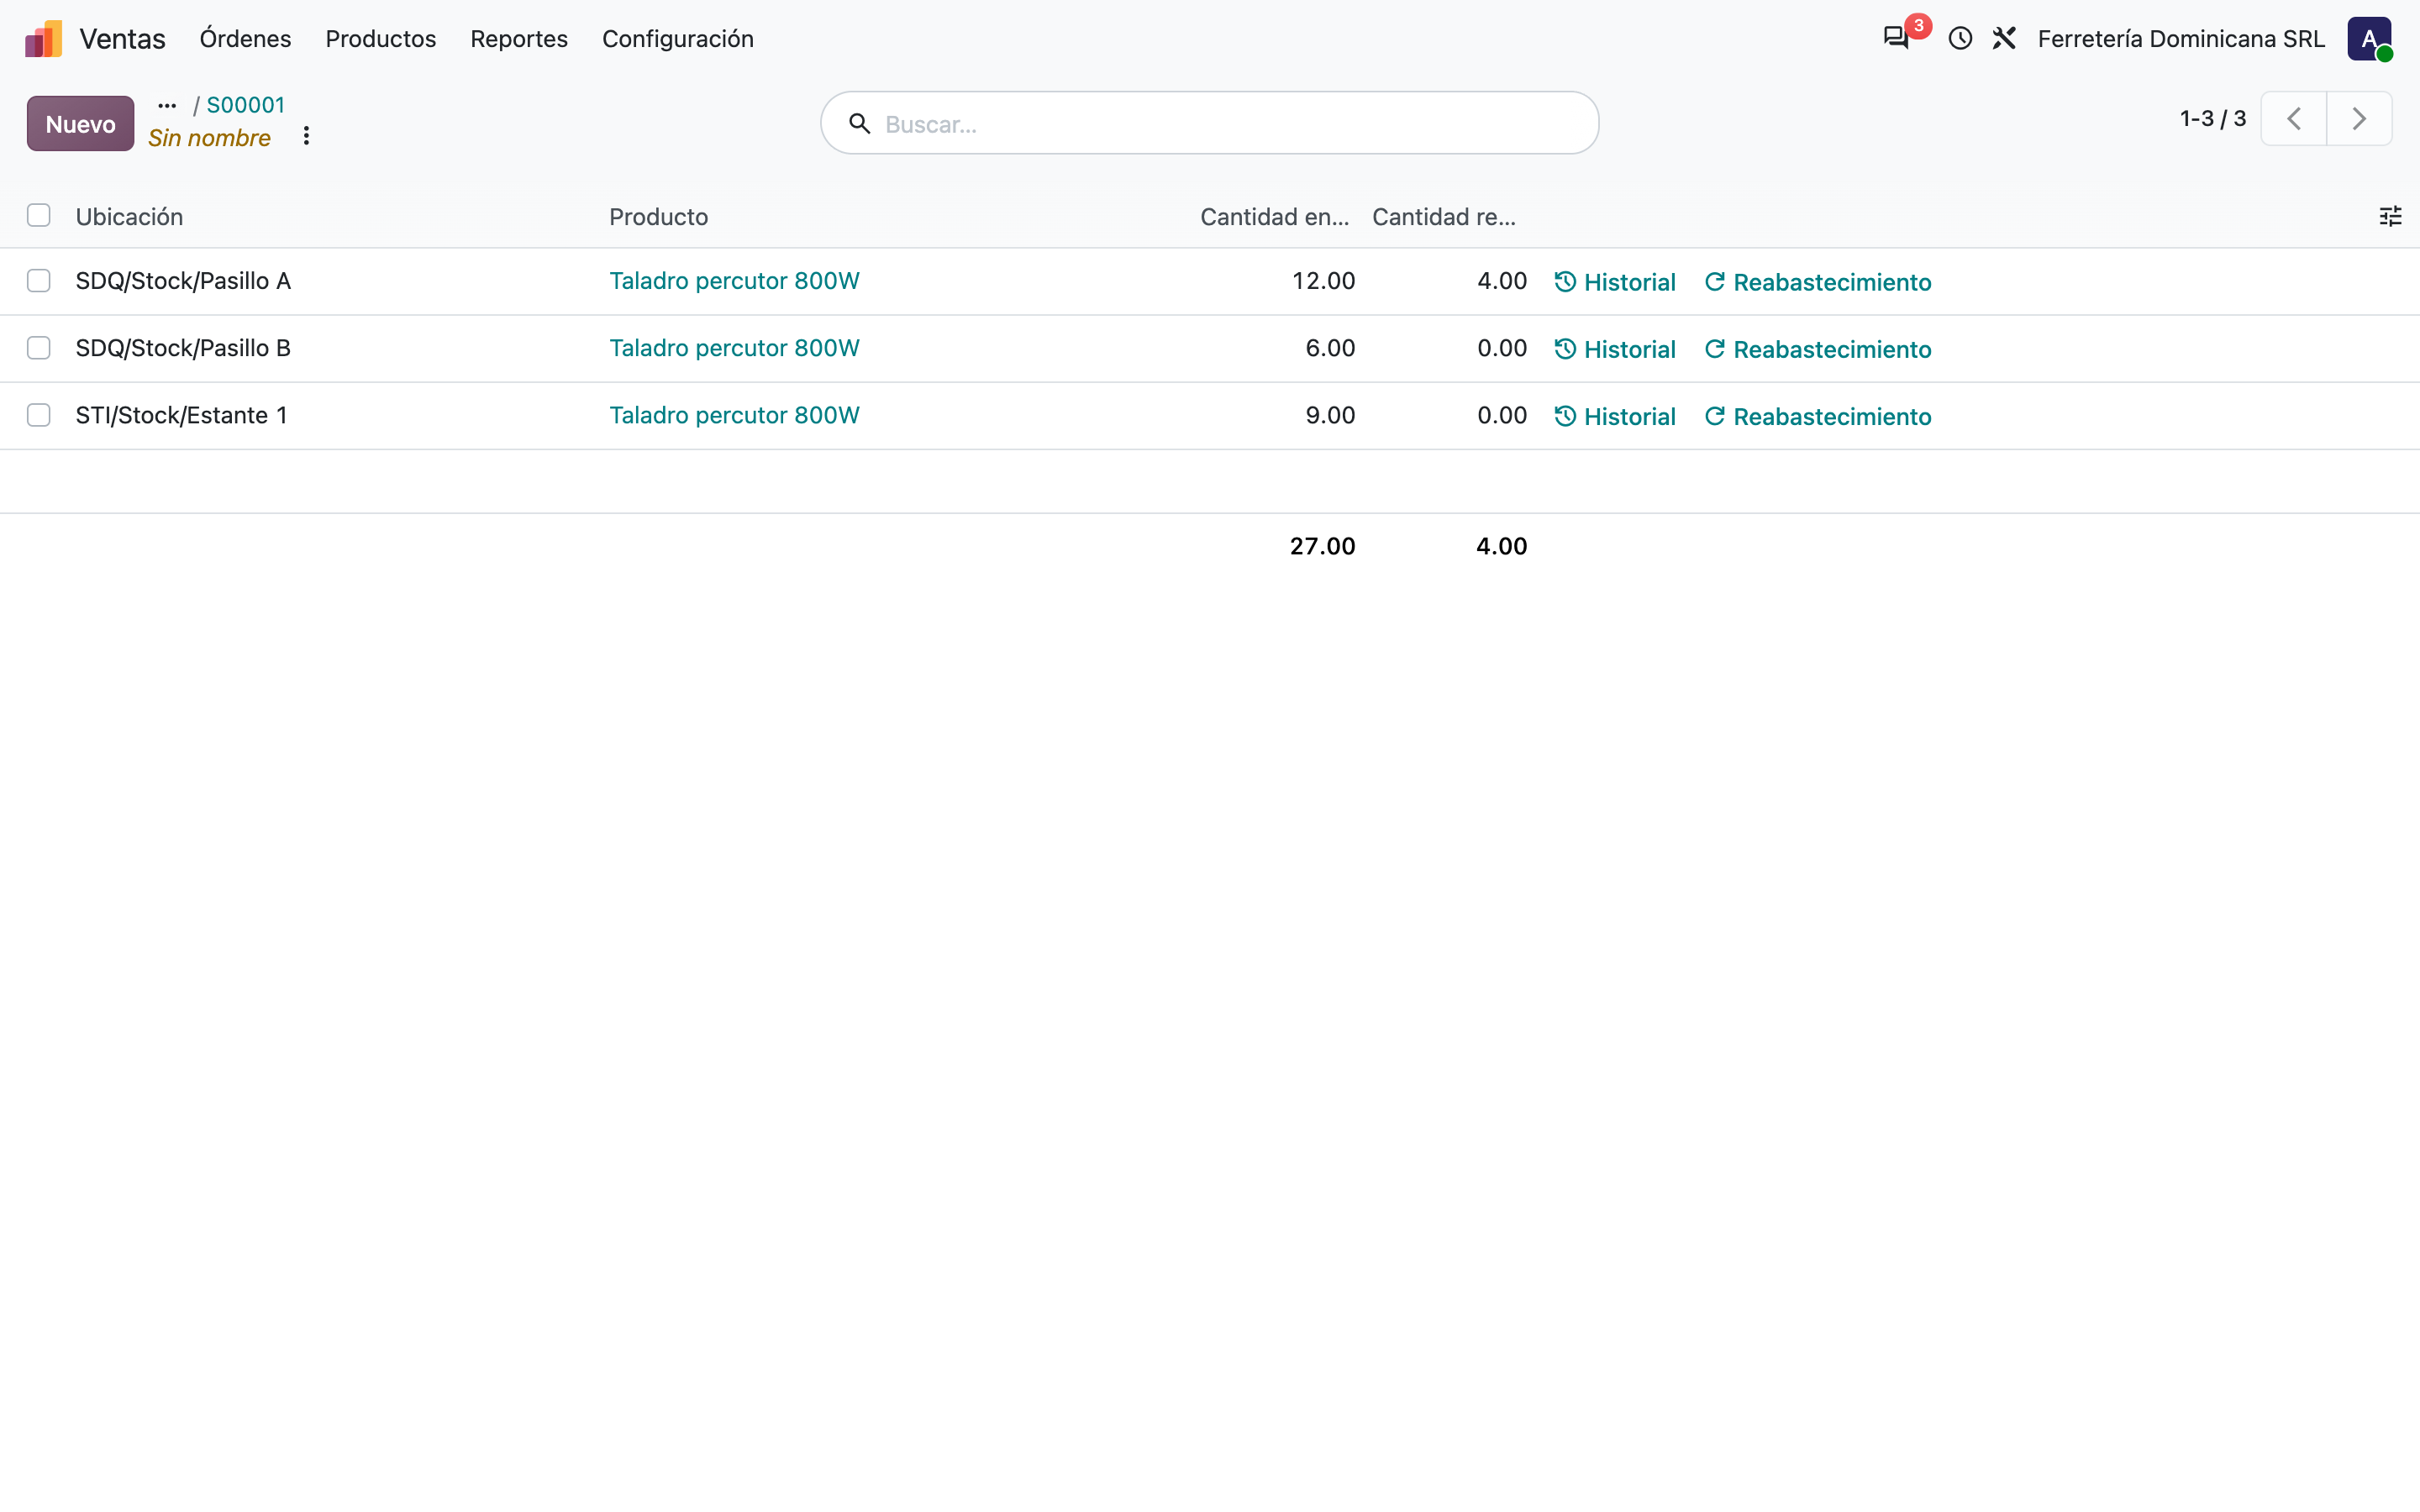 Ventas Órdenes Productos Reportes Configuración 3 Ferretería Dominicana SRL A
Nuevo ... / S00001
Sin nombre
Buscar...
1-3 / 3
Ubicación Producto Cantidad en... Cantidad re...
SDQ/Stock/Pasillo A Taladro percutor 800W 12.00 4.00 Historial Reabastecimiento
SDQ/Stock/Pasillo B Taladro percutor 800W 6.00 0.00 Historial Reabastecimiento
STI/Stock/Estante 1 Taladro percutor 800W 9.00 0.00 Historial Reabastecimiento
27.00 4.00